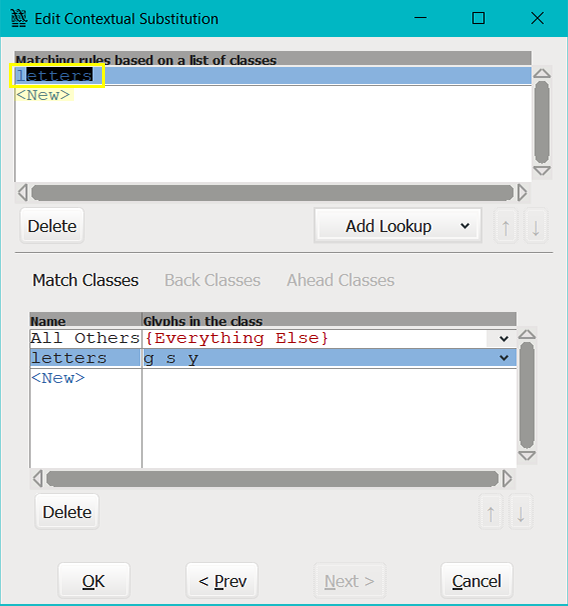 Edit Contextual Substitution
Matching rules based on a list of classes
letters
<New>
Delete
Add Lookup
↑ ↓
Match Classes Back Classes Ahead Classes
Name Glyphs in the class
All Others {Everything Else}
letters g s y
<New>
Delete
↑ ↓
OK < Prev Next > Cancel